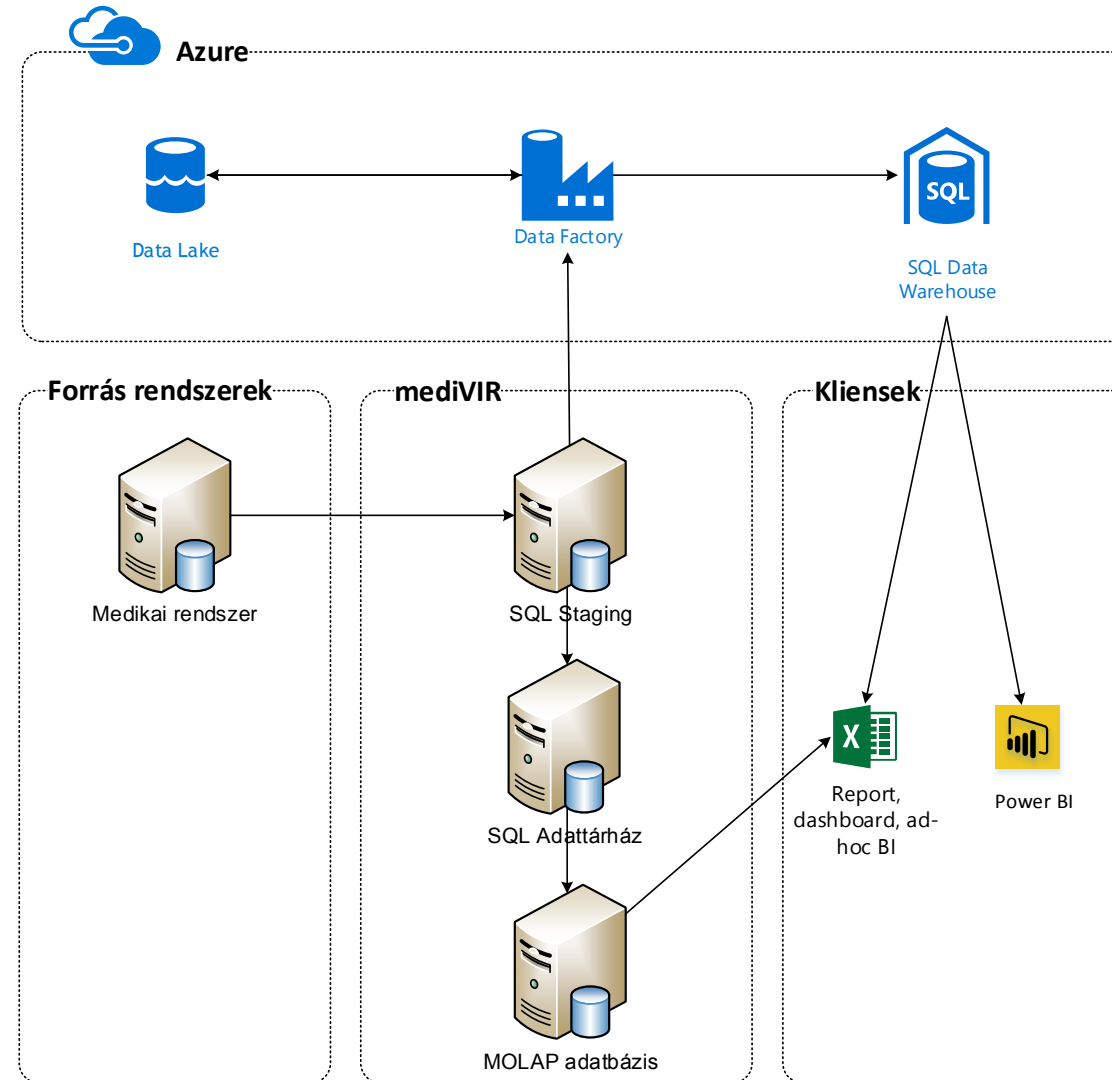 Azure
Data Lake
Data Factory
SQL
SQL Data
Warehouse
Forrás rendszerek
mediVIR
Kliensek
Medikai rendszer
SQL Staging
SQL Adattárház
MOLAP adatbázis
X
Report,
dashboard, ad-
hoc BI
Power BI